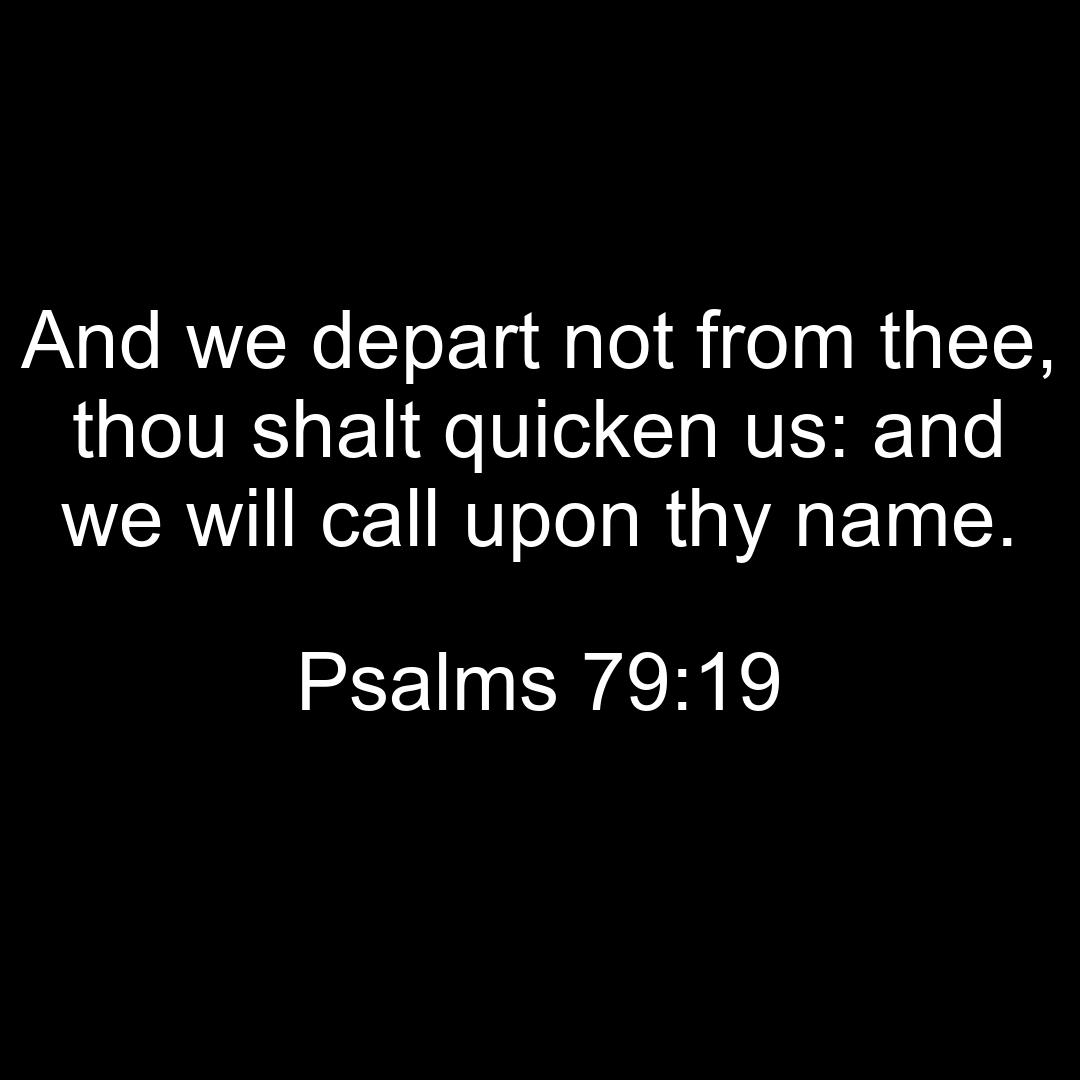 And we depart not from thee,
thou shalt quicken us: and
we will call upon thy name.
Psalms 79:19